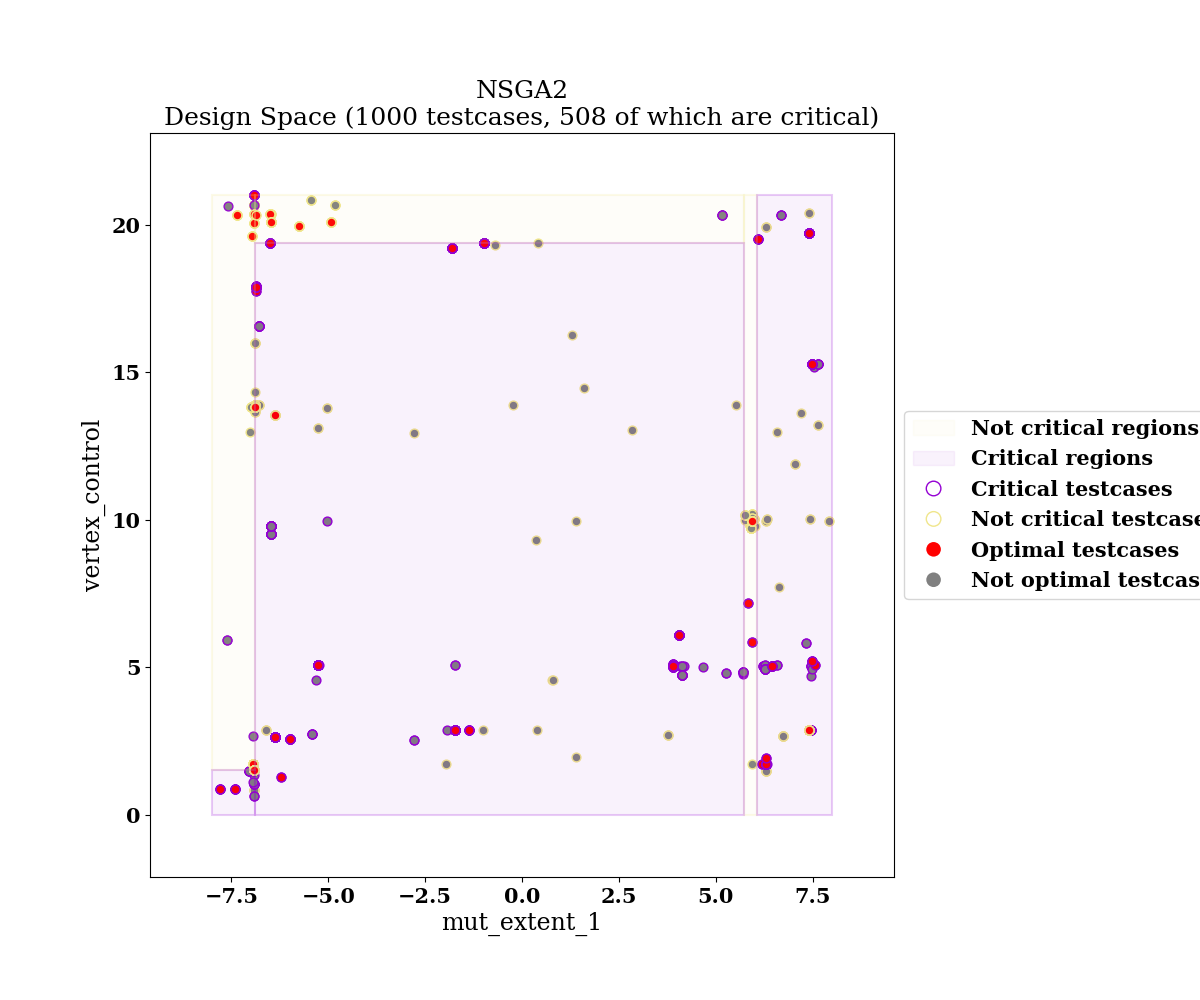 NSGA2
Design Space (1000 testcases, 508 of which are critical)
20
15
10
5
0
vertex_control
−7.5
−5.0
−2.5
0.0
2.5
5.0
7.5
mut_extent_1
Not critical regions
Critical regions
Critical testcases
Not critical testcase
Optimal testcases
Not optimal testcas